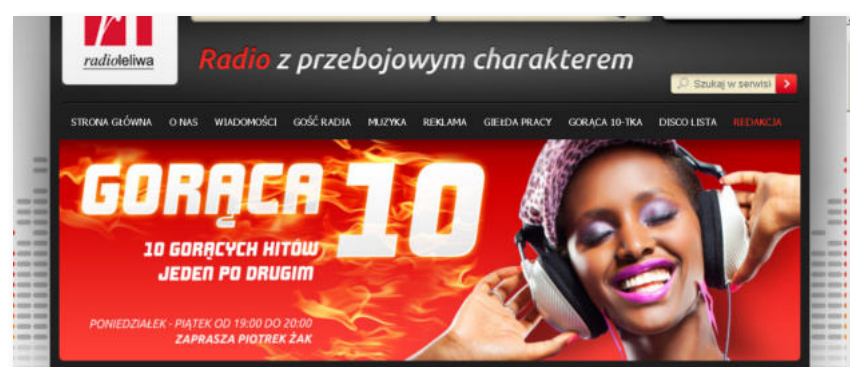 radioleliwa
Radio z przebojowym charakterem
Szukaj w serwisi
STRONA GŁÓWNA O NAS WIADOMOŚCI GOŚĆ RADIA MUZYKA REKLAMA GIEŁDA PRACY GORĄCA 10-TKA DISCO LISTA REDAKCJA
GORĄCA 10
10 GORĄCYCH HITÓW
JEDEN PO DRUGIM
PONIEDZIAŁEK - PIĄTEK OD 19:00 DO 20:00
ZAPRASZA PIOTREK ŻAK